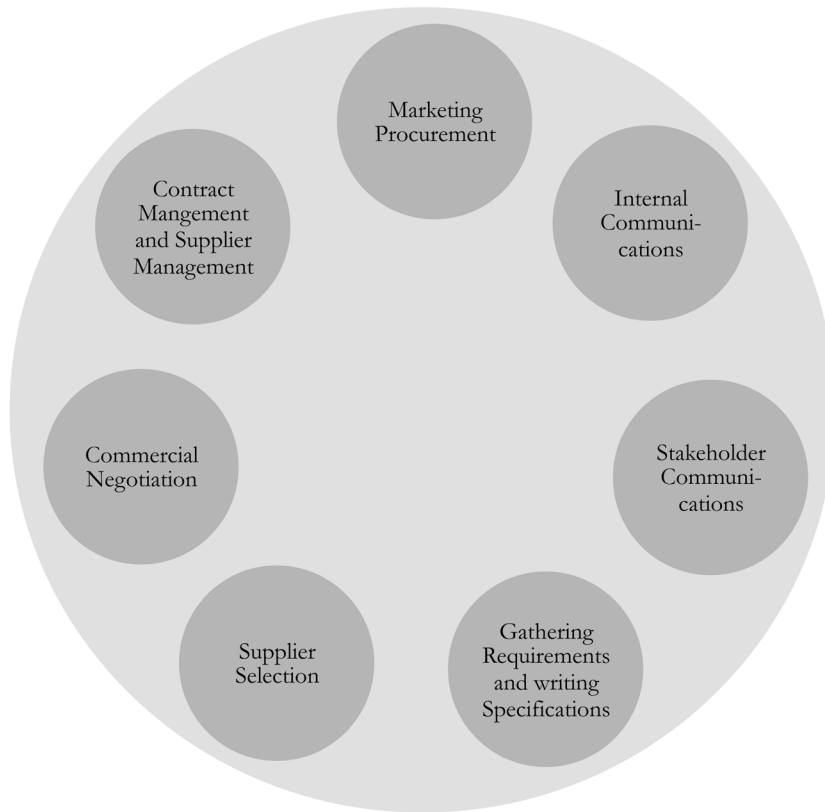 Marketing
Procurement
Internal
Communi-
cations
Stakeholder
Communi-
cations
Gathering
Requirements
and writing
Specifications
Supplier
Selection
Commercial
Negotiation
Contract
Mangement
and Supplier
Management